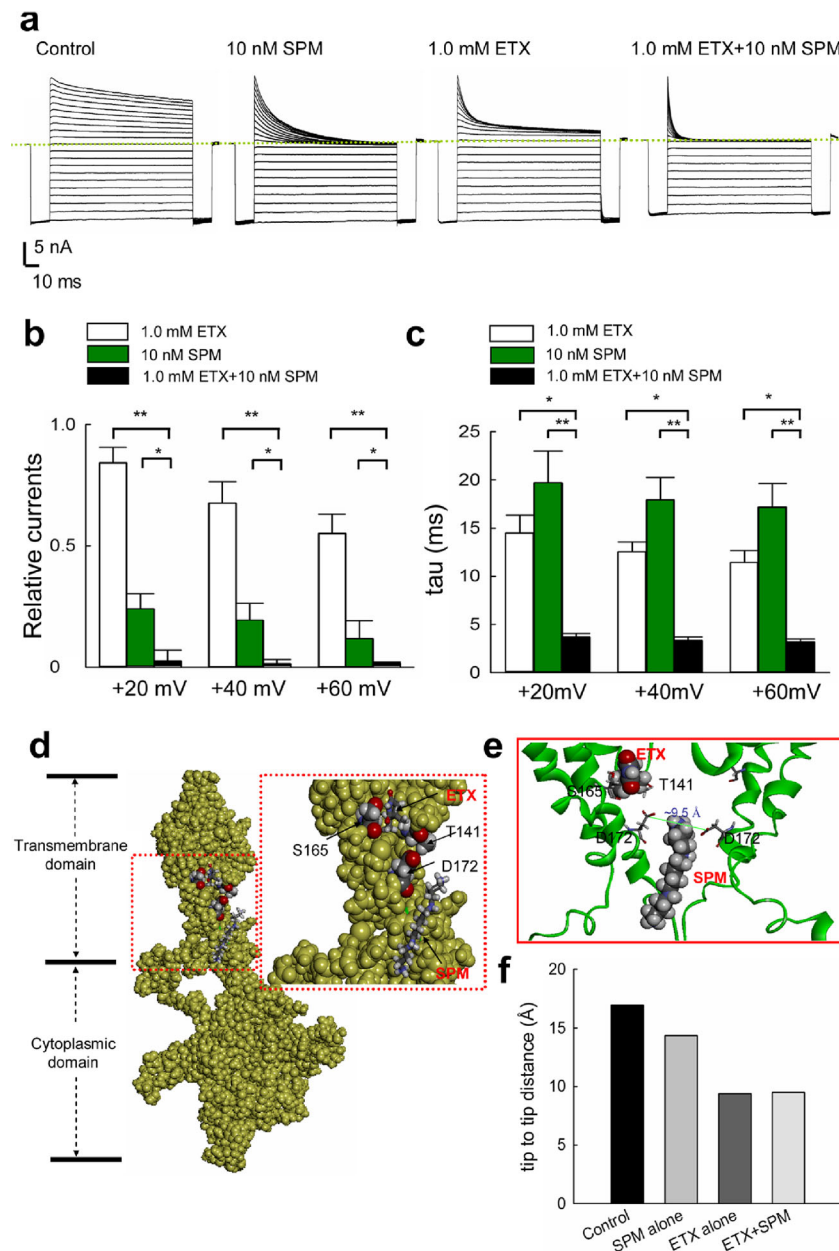 a
Control
10 nM SPM
1.0 mM ETX
1.0 mM ETX+10 nM SPM
5 nA
10 ms
b
1.0 mM ETX
10 nM SPM
1.0 mM ETX+10 nM SPM
Relative currents
1.0
0.5
0
** ** **
* * *
+20 mV +40 mV +60 mV
c
1.0 mM ETX
10 nM SPM
1.0 mM ETX+10 nM SPM
tau (ms)
25
20
15
10
5
0
* * *
** ** **
+20mV +40mV +60mV
d
Transmembrane
domain
Cytoplasmic
domain
ETX
S165
T141
D172
SPM
e
ETX
S165
T141
~9.5 Å
D172
D172
SPM
f
tip to tip distance (Å)
20
15
10
5
0
Control
SPM alone
ETX alone
ETX+SPM